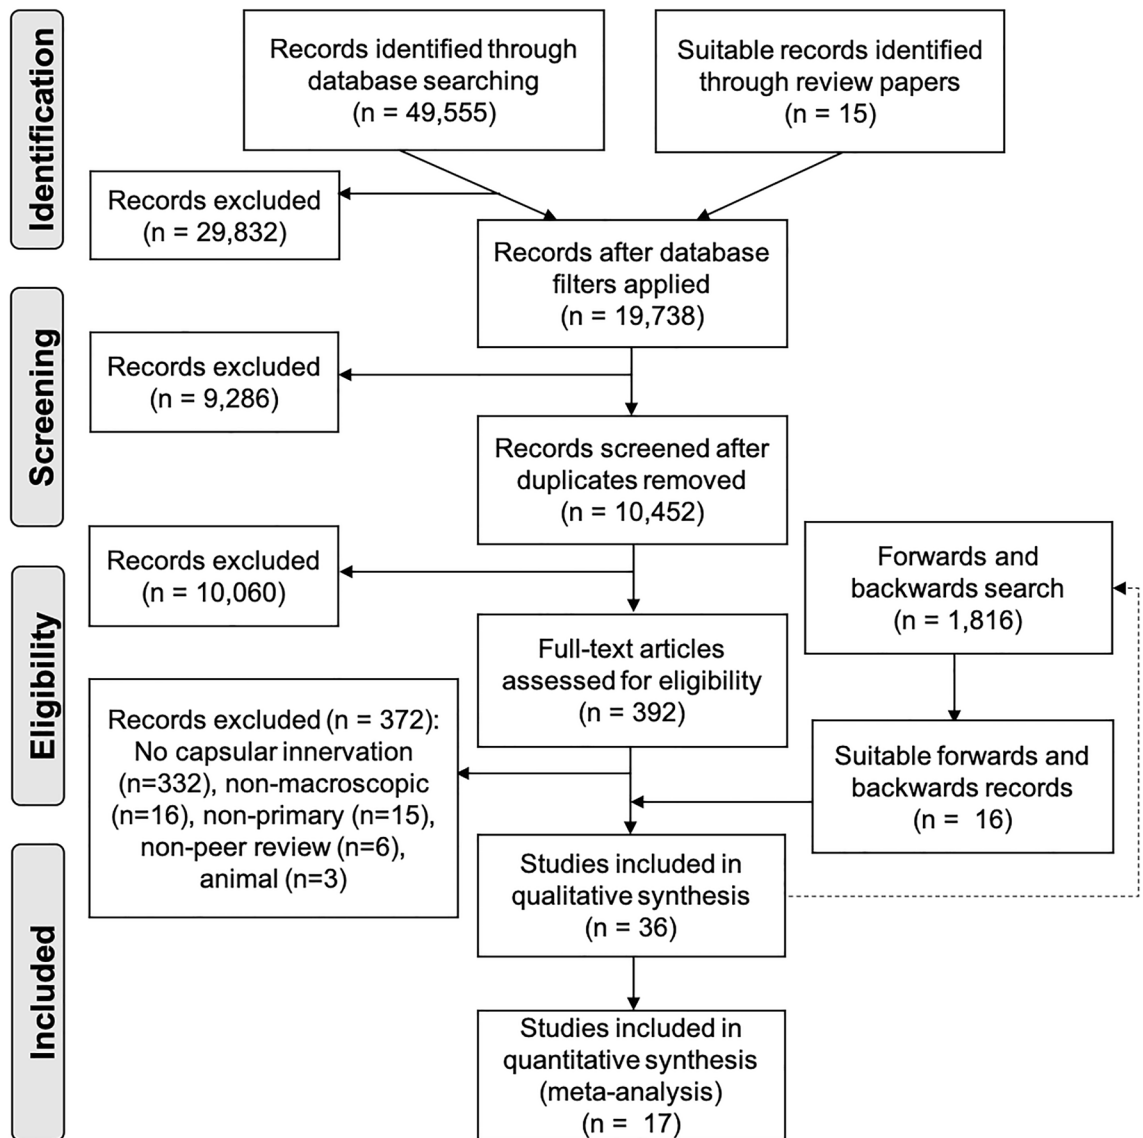 Identification
Records identified through
database searching
(n = 49,555)
Suitable records identified
through review papers
(n = 15)
Records excluded
(n = 29,832)
Records after database
filters applied
(n = 19,738)
Screening
Records excluded
(n = 9,286)
Records screened after
duplicates removed
(n = 10,452)
Eligibility
Records excluded
(n = 10,060)
Forwards and
backwards search
(n = 1,816)
Full-text articles
assessed for eligibility
(n = 392)
Records excluded (n = 372):
No capsular innervation
(n=332), non-macroscopic
(n=16), non-primary (n=15),
non-peer review (n=6),
animal (n=3)
Suitable forwards and
backwards records
(n = 16)
Included
Studies included in
qualitative synthesis
(n = 36)
Studies included in
quantitative synthesis
(meta-analysis)
(n = 17)